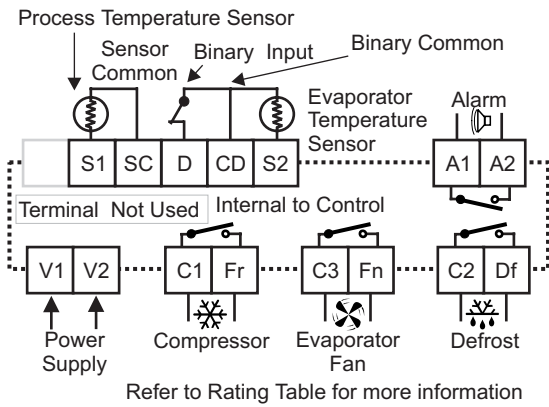 Process Temperature Sensor
Sensor Common
Binary Input
Binary Common
Evaporator Temperature Sensor
Alarm
S1 SC D CD S2
A1 A2
Terminal Not Used
Internal to Control
V1 V2
C1 Fr
C3 Fn
C2 Df
Power Supply
Compressor
Evaporator Fan
Defrost
Refer to Rating Table for more information